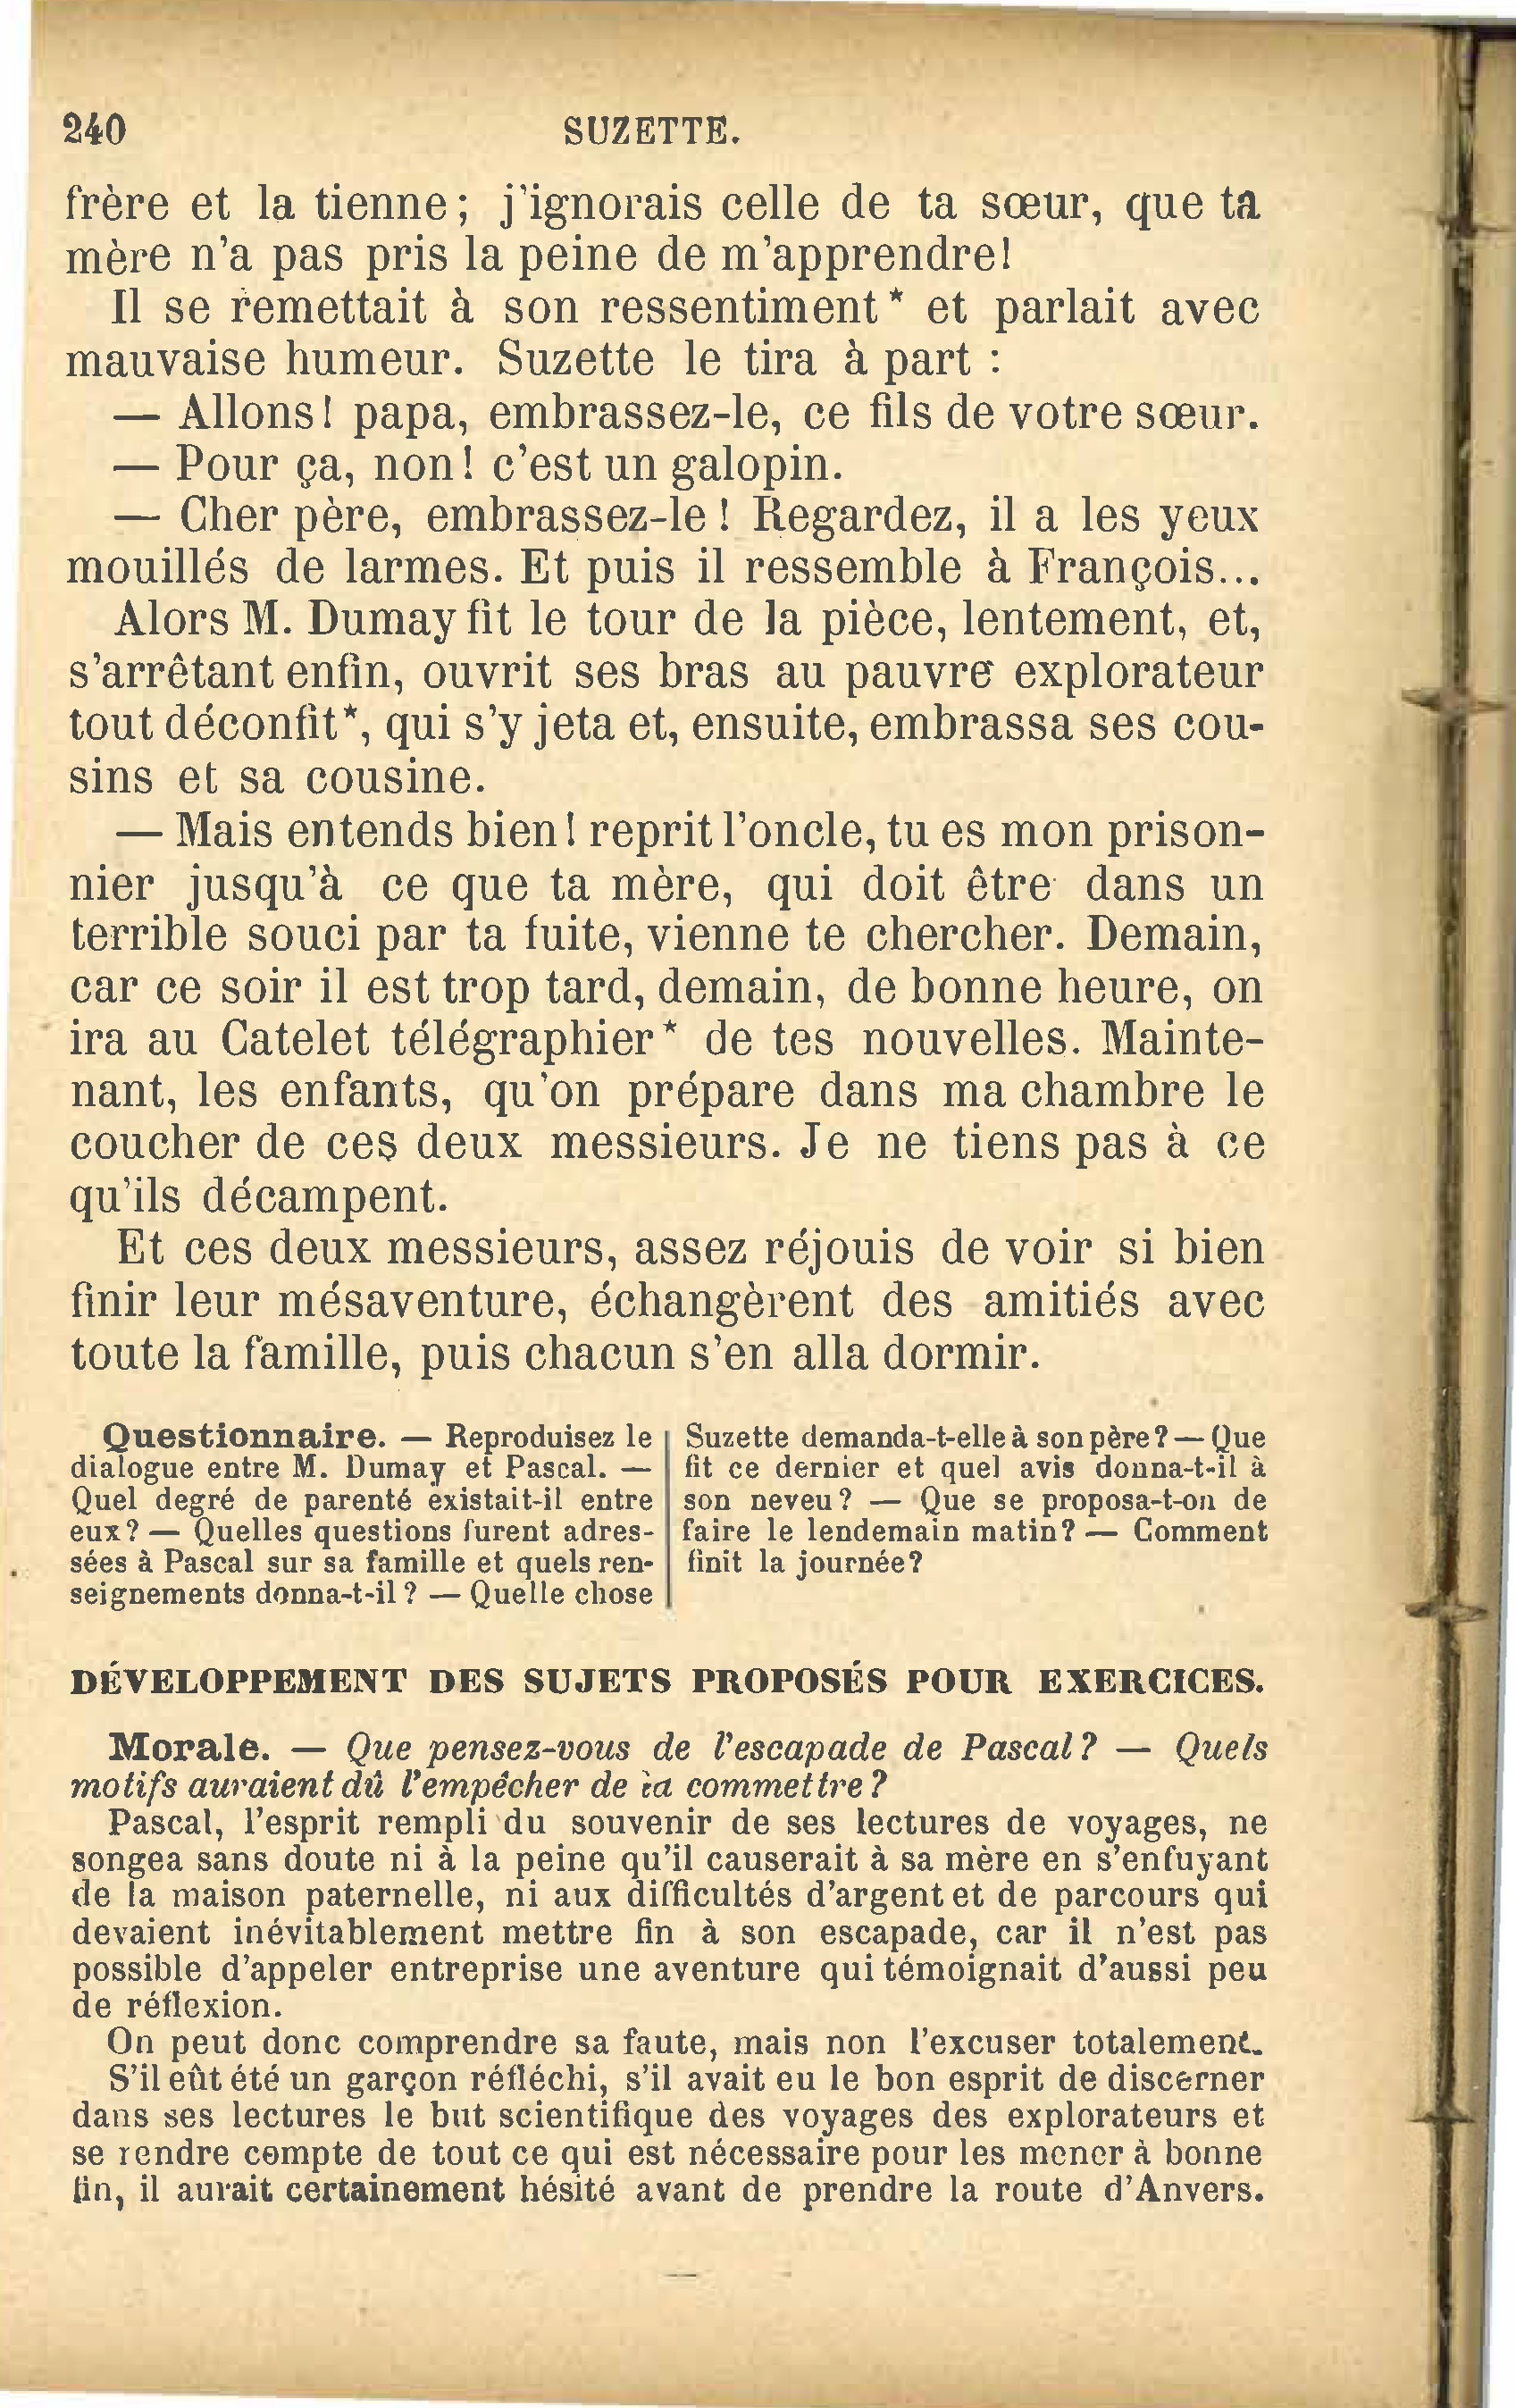 240 SUZETTE.
frère et la tienne ; j'ignorais celle de ta sœur, que ta
mère n'a pas pris la peine de m'apprendre!
Il se remettait à son ressentiment* et parlait avec
mauvaise humeur. Suzette le tira à part :
— Allons! papa, embrassez-le, ce fils de votre sœur.
— Pour ça, non! c'est un galopin.
— Cher père, embrassez-le! Regardez, il a les yeux
mouillés de larmes. Et puis il ressemble à François...
Alors M. Dumay fit le tour de la pièce, lentement, et,
s'arrêtant enfin, ouvrit ses bras au pauvre explorateur
tout déconfit*, qui s'y jeta et, ensuite, embrassa ses cou-
sins et sa cousine.
— Mais entends bien! reprit l'oncle, tu es mon prison-
nier jusqu'à ce que ta mère, qui doit être dans un
terrible souci par ta fuite, vienne te chercher. Demain,
car ce soir il est trop tard, demain, de bonne heure, on
ira au Catelet télégraphier* de tes nouvelles. Mainte-
nant, les enfants, qu'on prépare dans ma chambre le
coucher de ces deux messieurs. Je ne tiens pas à ce
qu'ils décampent.
Et ces deux messieurs, assez réjouis de voir si bien
finir leur mésaventure, échangèrent des amitiés avec
toute la famille, puis chacun s'en alla dormir.
Questionnaire. — Reproduisez le
dialogue entre M. Dumay et Pascal. —
Quel degré de parenté existait-il entre
eux? — Quelles questions furent adres-
sées à Pascal sur sa famille et quels ren-
seignements donna-t-il? — Quelle chose
Suzette demanda-t-elle à son père? — Que
fit ce dernier et quel avis donna-t-il à
son neveu? — Que se proposa-t-on de
faire le lendemain matin? — Comment
finit la journée?
DÉVELOPPEMENT DES SUJETS PROPOSÉS POUR EXERCICES.
Morale. — Que pensez-vous de l'escapade de Pascal? — Quels
motifs auraient dû l'empêcher de la commettre?
Pascal, l'esprit rempli du souvenir de ses lectures de voyages, ne
songea sans doute ni à la peine qu'il causerait à sa mère en s'enfuyant
de la maison paternelle, ni aux difficultés d'argent et de parcours qui
devaient inévitablement mettre fin à son escapade, car il n'est pas
possible d'appeler entreprise une aventure qui témoignait d'aussi peu
de réflexion.
On peut donc comprendre sa faute, mais non l'excuser totalement.
S'il eût été un garçon réfléchi, s'il avait eu le bon esprit de discerner
dans ses lectures le but scientifique des voyages des explorateurs et
se rendre compte de tout ce qui est nécessaire pour les mener à bonne
fin, il aurait certainement hésité avant de prendre la route d'Anvers.